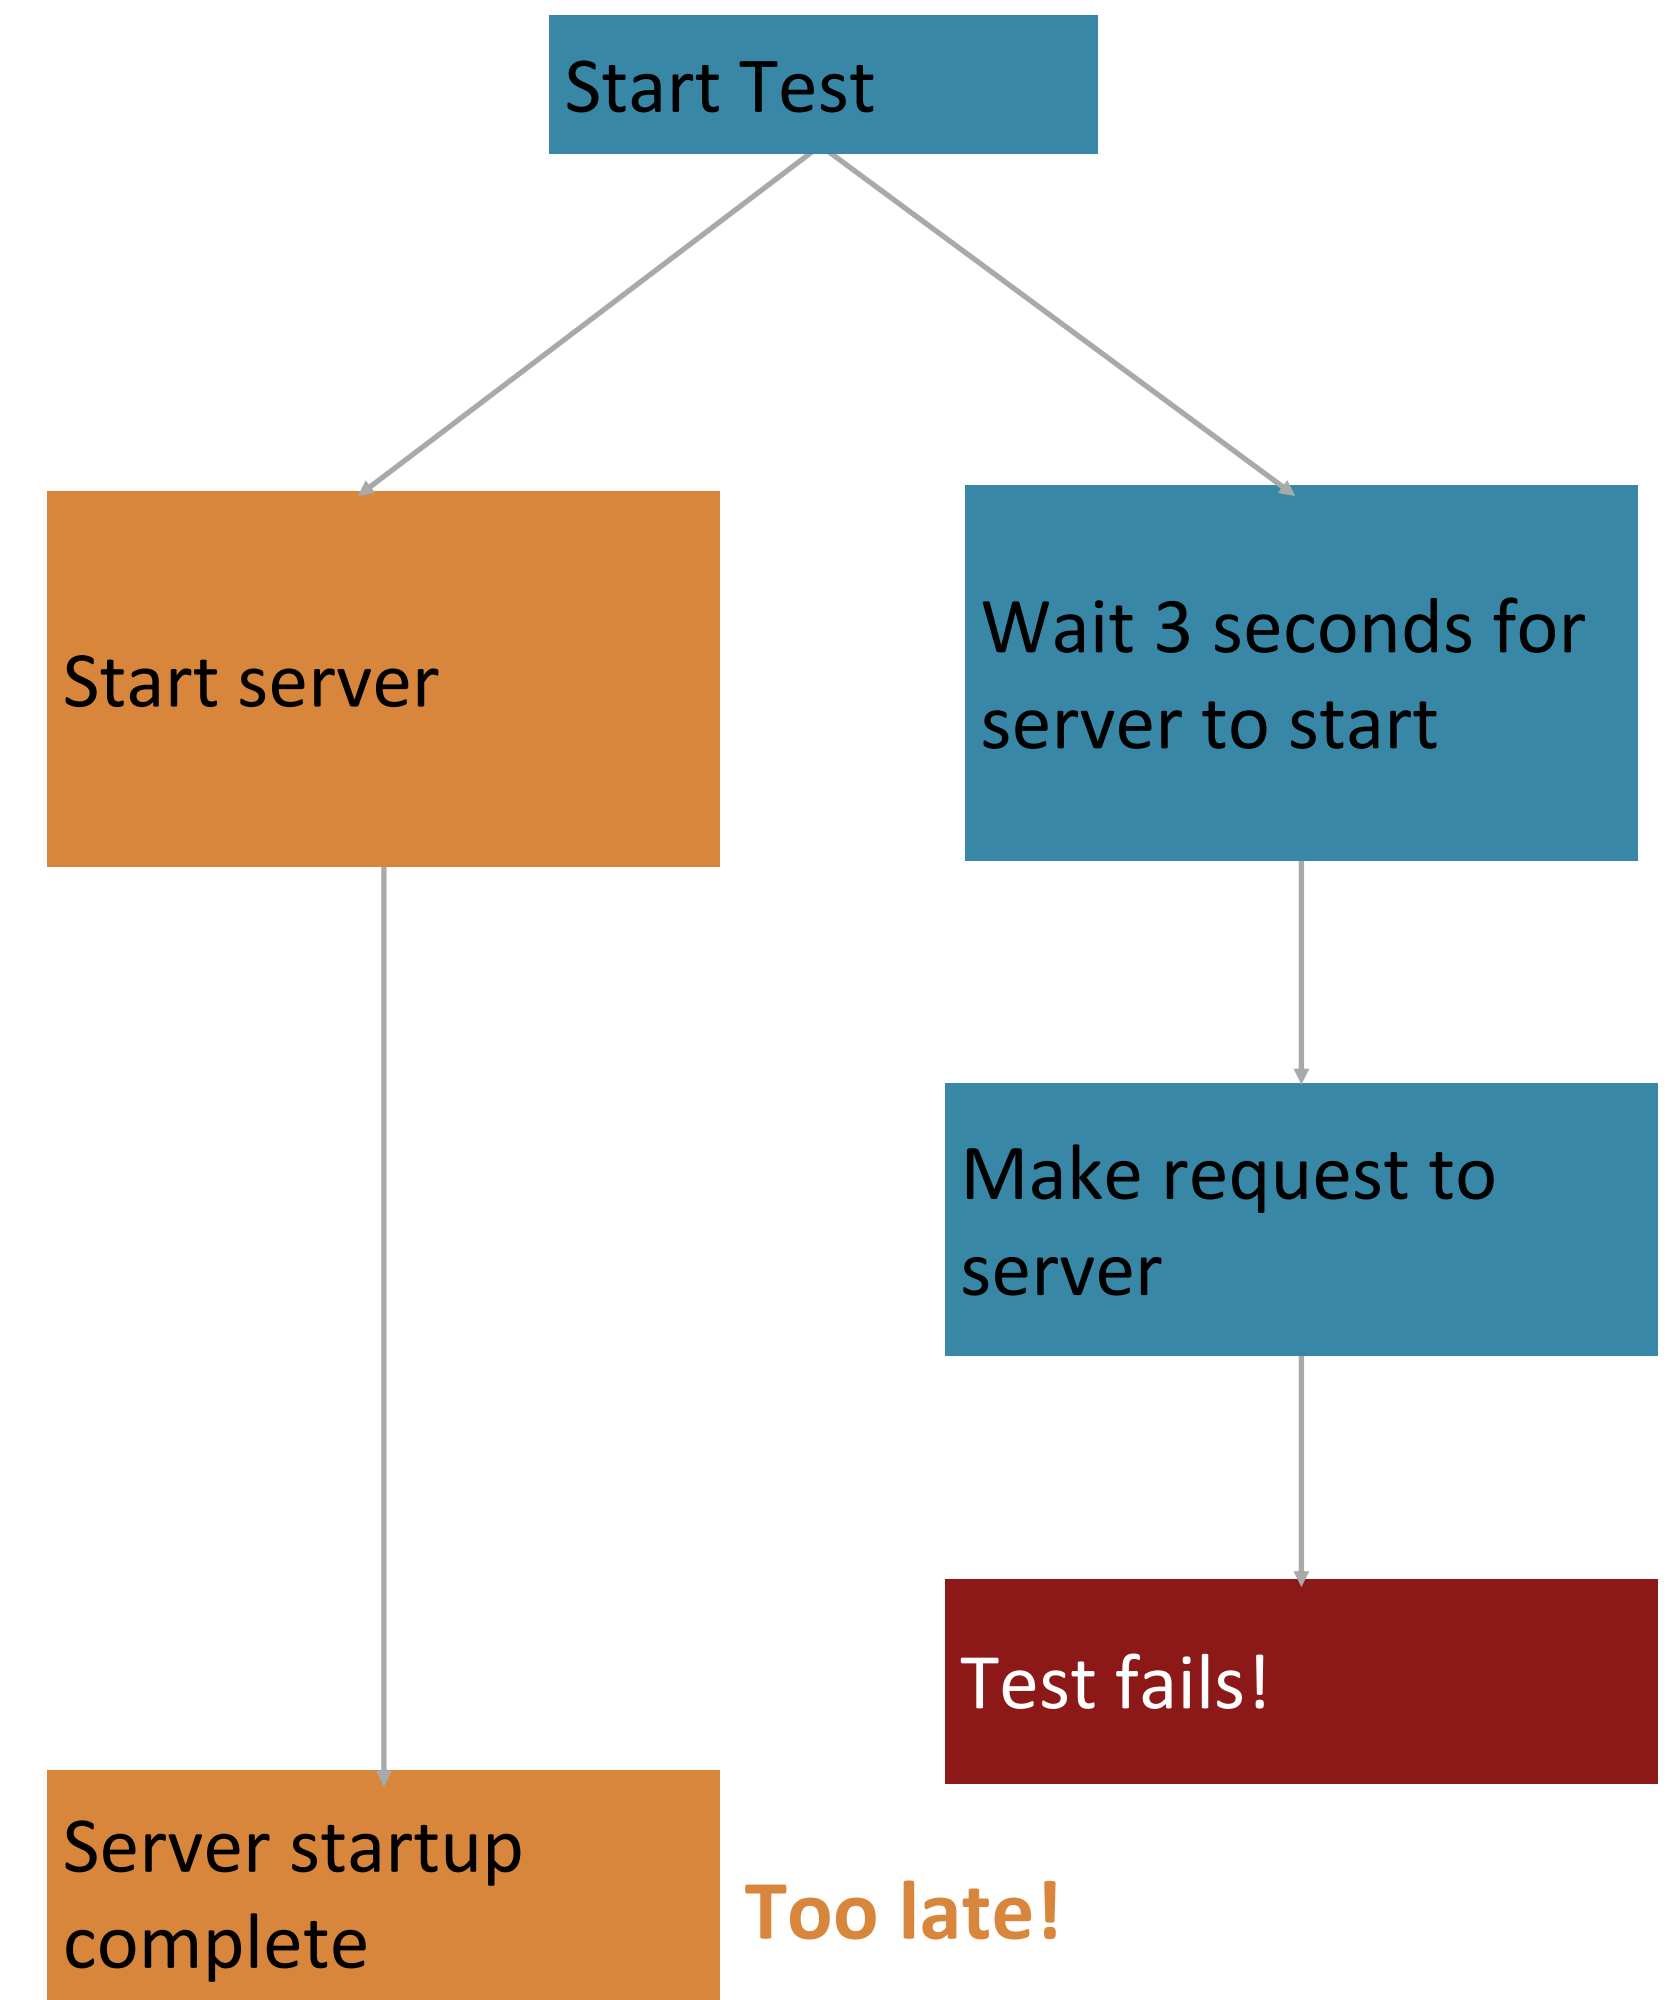 Start Test
Start server
Wait 3 seconds for
server to start
Make request to
server
Test fails!
Server startup
complete
Too late!